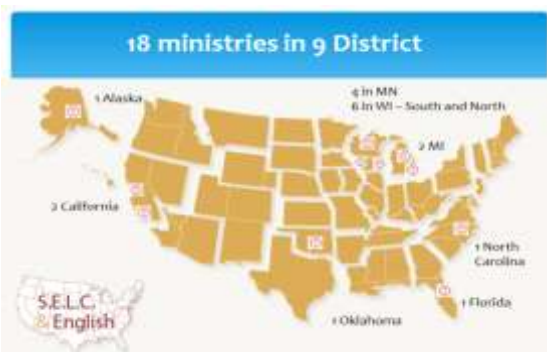 18 ministries in 9 District
1 Alaska
4 in MN
6 in WI – South and North
2 MI
2 California
1 North
Carolina
1 Florida
1 Oklahoma
S.E.L.C.
& English